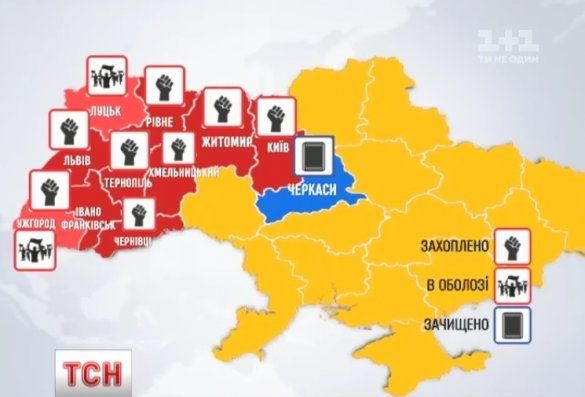 1+1
ТИ НЕ ОДИН
ЛУЦЬК
РІВНЕ
ЖИТОМИР
КИЇВ
ЛЬВІВ
ТЕРНОПІЛЬ
ХМЕЛЬНИЦЬКИЙ
ЧЕРКАСИ
УЖГОРОД
ІВАНО
ФРАНКІВСЬК
ЧЕРНІВЦІ
ЗАХОПЛЕНО
В ОБОЛОЗІ
ЗАЧИЩЕНО
ТСН